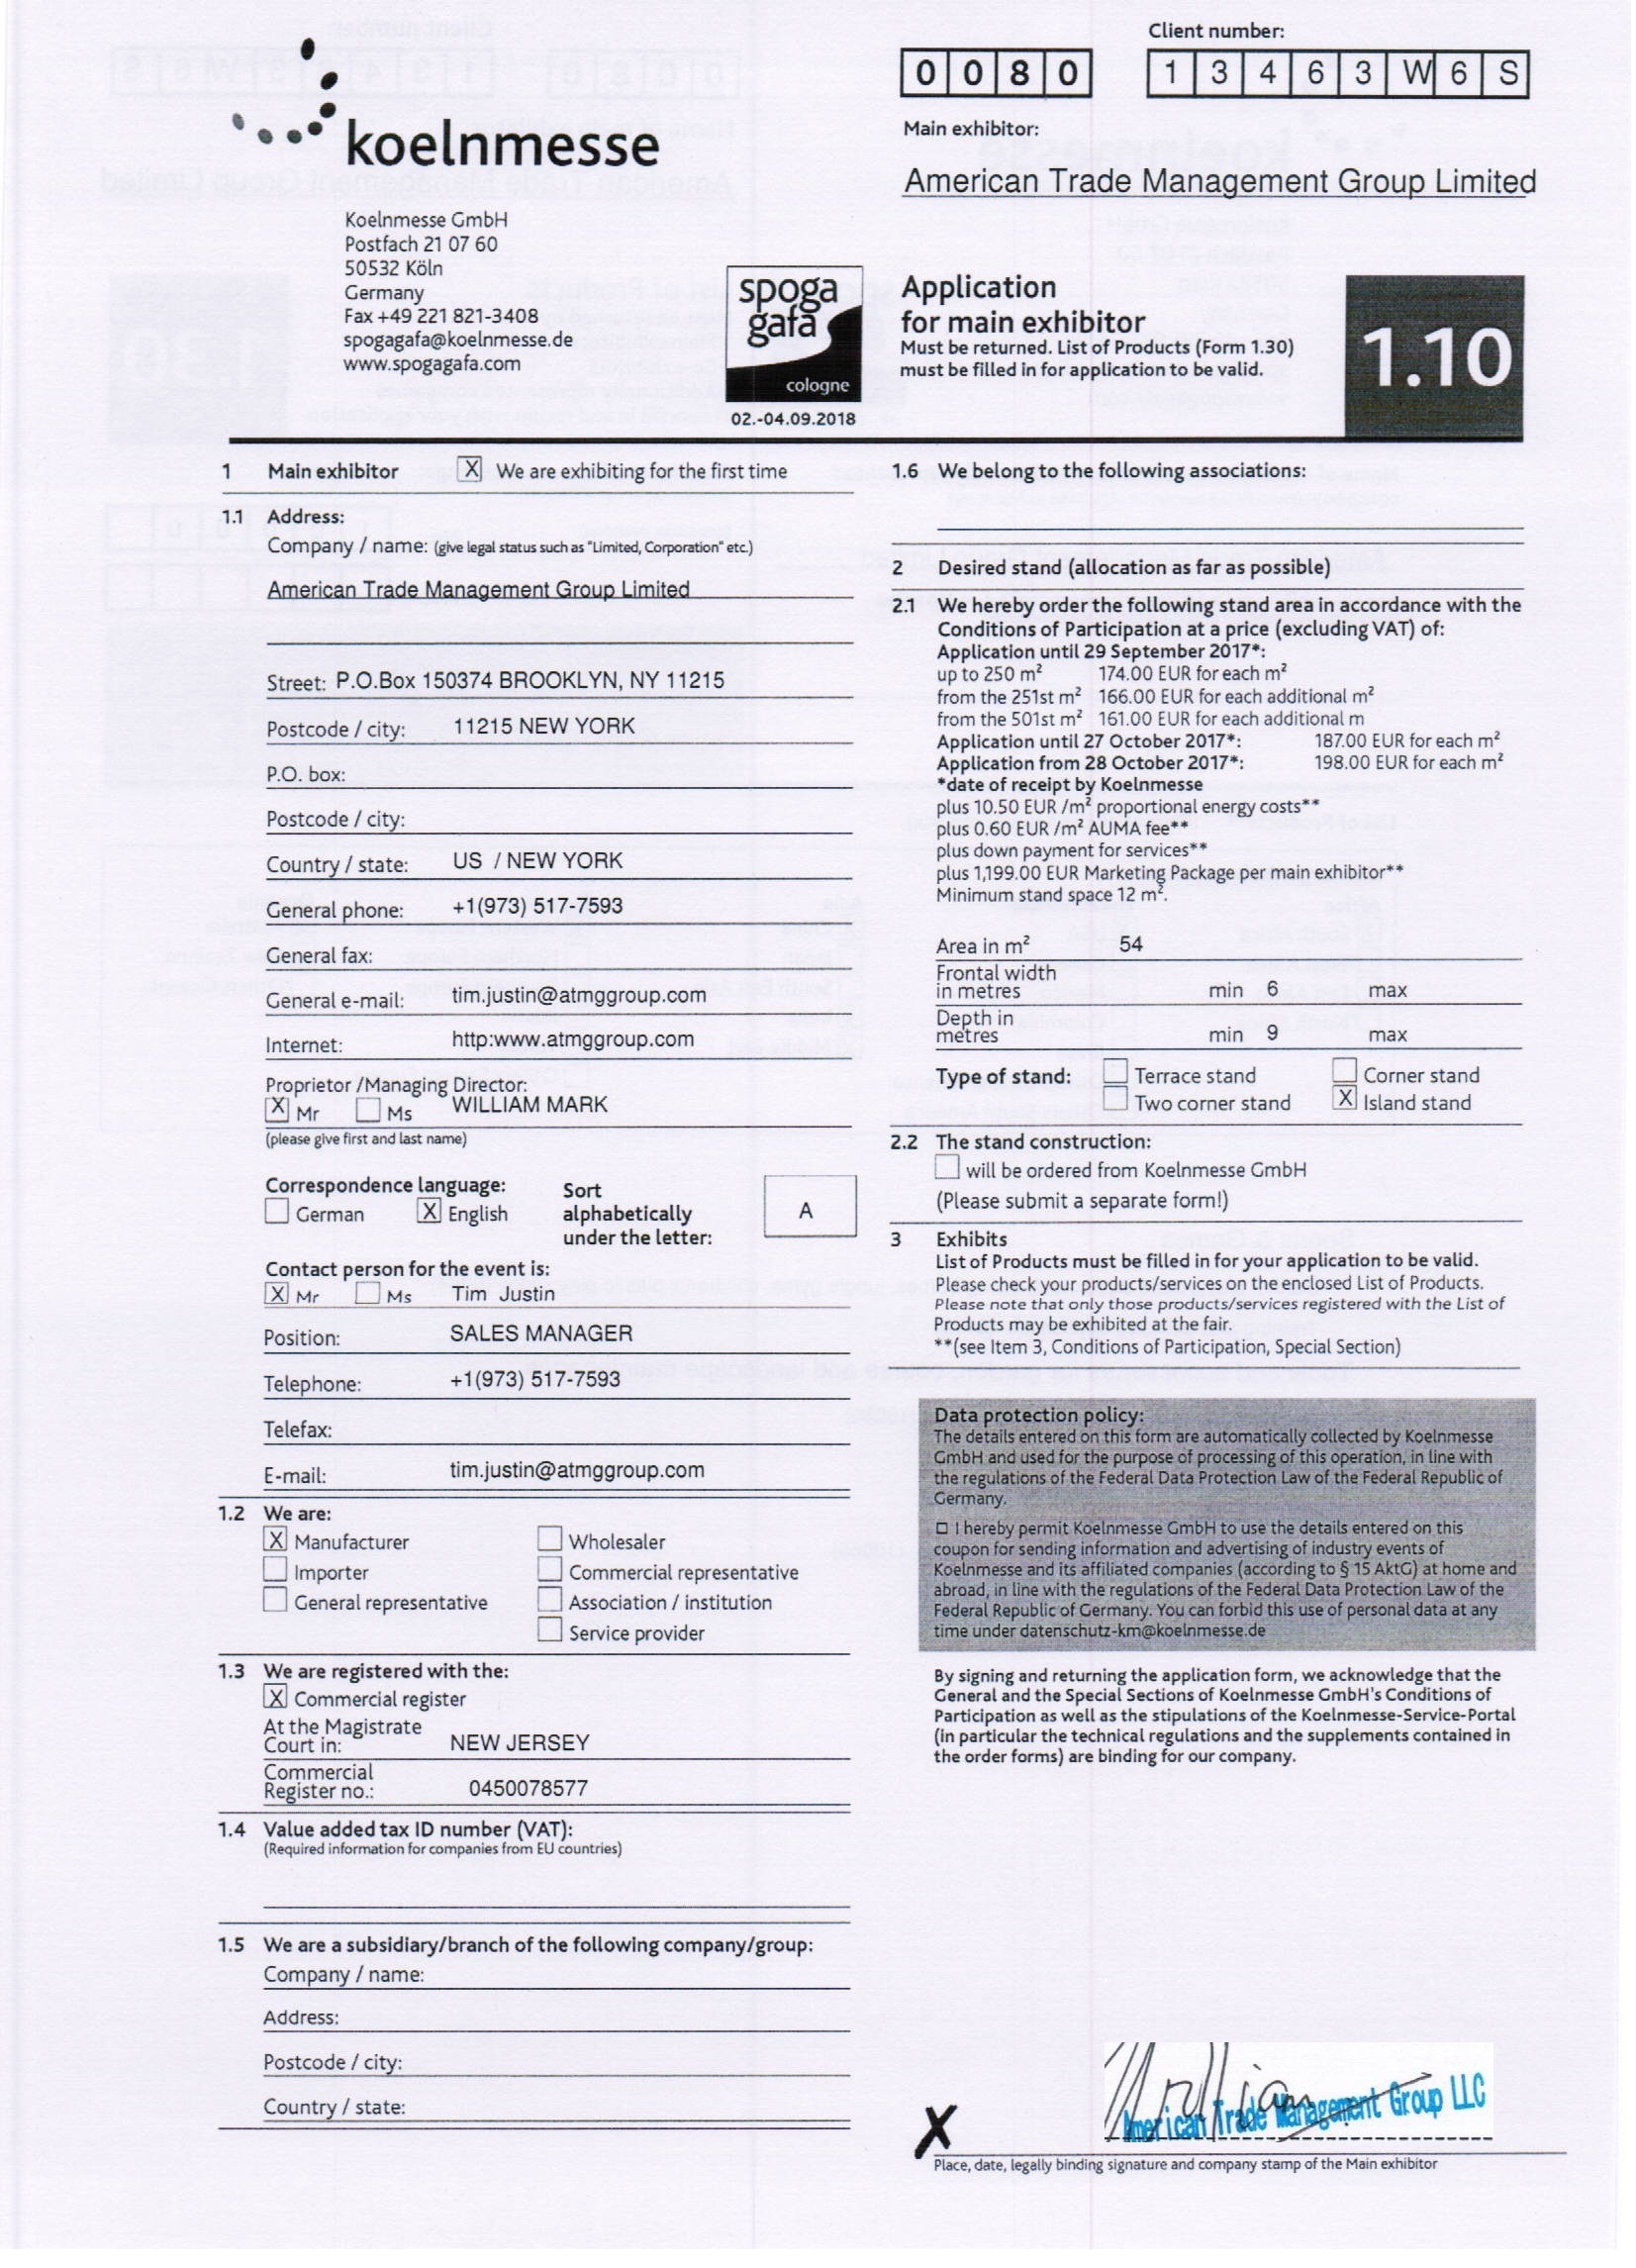 Client number:
0 0 8 0 1 3 4 6 3 W 6 S
koelnmesse
Main exhibitor:
American Trade Management Group Limited
Koelnmesse GmbH
Postfach 21 07 60
50532 Köln
Germany
Fax +49 221 821-3408
spogagafa@koelnmesse.de
www.spogagafa.com
spoga
gafa
cologne
02.-04.09.2018
Application
for main exhibitor
Must be returned. List of Products (Form 1.30)
must be filled in for application to be valid.
1.10
1 Main exhibitor X We are exhibiting for the first time
1.1 Address:
Company / name: (give legal status such as "Limited, Corporation" etc.)
American Trade Management Group Limited
Street: P.O.Box 150374 BROOKLYN, NY 11215
Postcode / city: 11215 NEW YORK
P.O. box:
Postcode / city:
Country / state: US / NEW YORK
General phone: +1(973) 517-7593
General fax:
General e-mail: tim.justin@atmggroup.com
Internet: http:www.atmggroup.com
Proprietor /Managing Director:
X Mr Ms WILLIAM MARK
(please give first and last name)
Correspondence language:
German X English
Sort
alphabetically
under the letter:
A
Contact person for the event is:
X Mr Ms Tim Justin
Position: SALES MANAGER
Telephone: +1(973) 517-7593
Telefax:
E-mail: tim.justin@atmggroup.com
1.2 We are:
X Manufacturer Wholesaler
Importer Commercial representative
General representative Association / institution
Service provider
1.3 We are registered with the:
X Commercial register
At the Magistrate
Court in: NEW JERSEY
Commercial
Register no.: 0450078577
1.4 Value added tax ID number (VAT):
(Required information for companies from EU countries)
1.5 We are a subsidiary/branch of the following company/group:
Company / name:
Address:
Postcode / city:
Country / state:
1.6 We belong to the following associations:
2 Desired stand (allocation as far as possible)
2.1 We hereby order the following stand area in accordance with the
Conditions of Participation at a price (excluding VAT) of:
Application until 29 September 2017*:
up to 250 m² 174.00 EUR for each m²
from the 251st m² 166.00 EUR for each additional m²
from the 501st m² 161.00 EUR for each additional m
Application until 27 October 2017*: 187.00 EUR for each m²
Application from 28 October 2017*: 198.00 EUR for each m²
*date of receipt by Koelnmesse
plus 10.50 EUR /m² proportional energy costs**
plus 0.60 EUR /m² AUMA fee**
plus down payment for services**
plus 1,199.00 EUR Marketing Package per main exhibitor**
Minimum stand space 12 m².
Area in m² 54
Frontal width
in metres min 6 max
Depth in
metres min 9 max
Type of stand: Terrace stand Corner stand
Two corner stand X Island stand
2.2 The stand construction:
will be ordered from Koelnmesse GmbH
(Please submit a separate form!)
3 Exhibits
List of Products must be filled in for your application to be valid.
Please check your products/services on the enclosed List of Products.
Please note that only those products/services registered with the List of
Products may be exhibited at the fair.
**(see Item 3, Conditions of Participation, Special Section)
Data protection policy:
The details entered on this form are automatically collected by Koelnmesse
GmbH and used for the purpose of processing of this operation, in line with
the regulations of the Federal Data Protection Law of the Federal Republic of
Germany.
I hereby permit Koelnmesse GmbH to use the details entered on this
coupon for sending information and advertising of industry events of
Koelnmesse and its affiliated companies (according to § 15 AktG) at home and
abroad, in line with the regulations of the Federal Data Protection Law of the
Federal Republic of Germany. You can forbid this use of personal data at any
time under datenschutz-km@koelnmesse.de
By signing and returning the application form, we acknowledge that the
General and the Special Sections of Koelnmesse GmbH's Conditions of
Participation as well as the stipulations of the Koelnmesse-Service-Portal
(in particular the technical regulations and the supplements contained in
the order forms) are binding for our company.
William
American Trade Management Group LLC
X
Place, date, legally binding signature and company stamp of the Main exhibitor